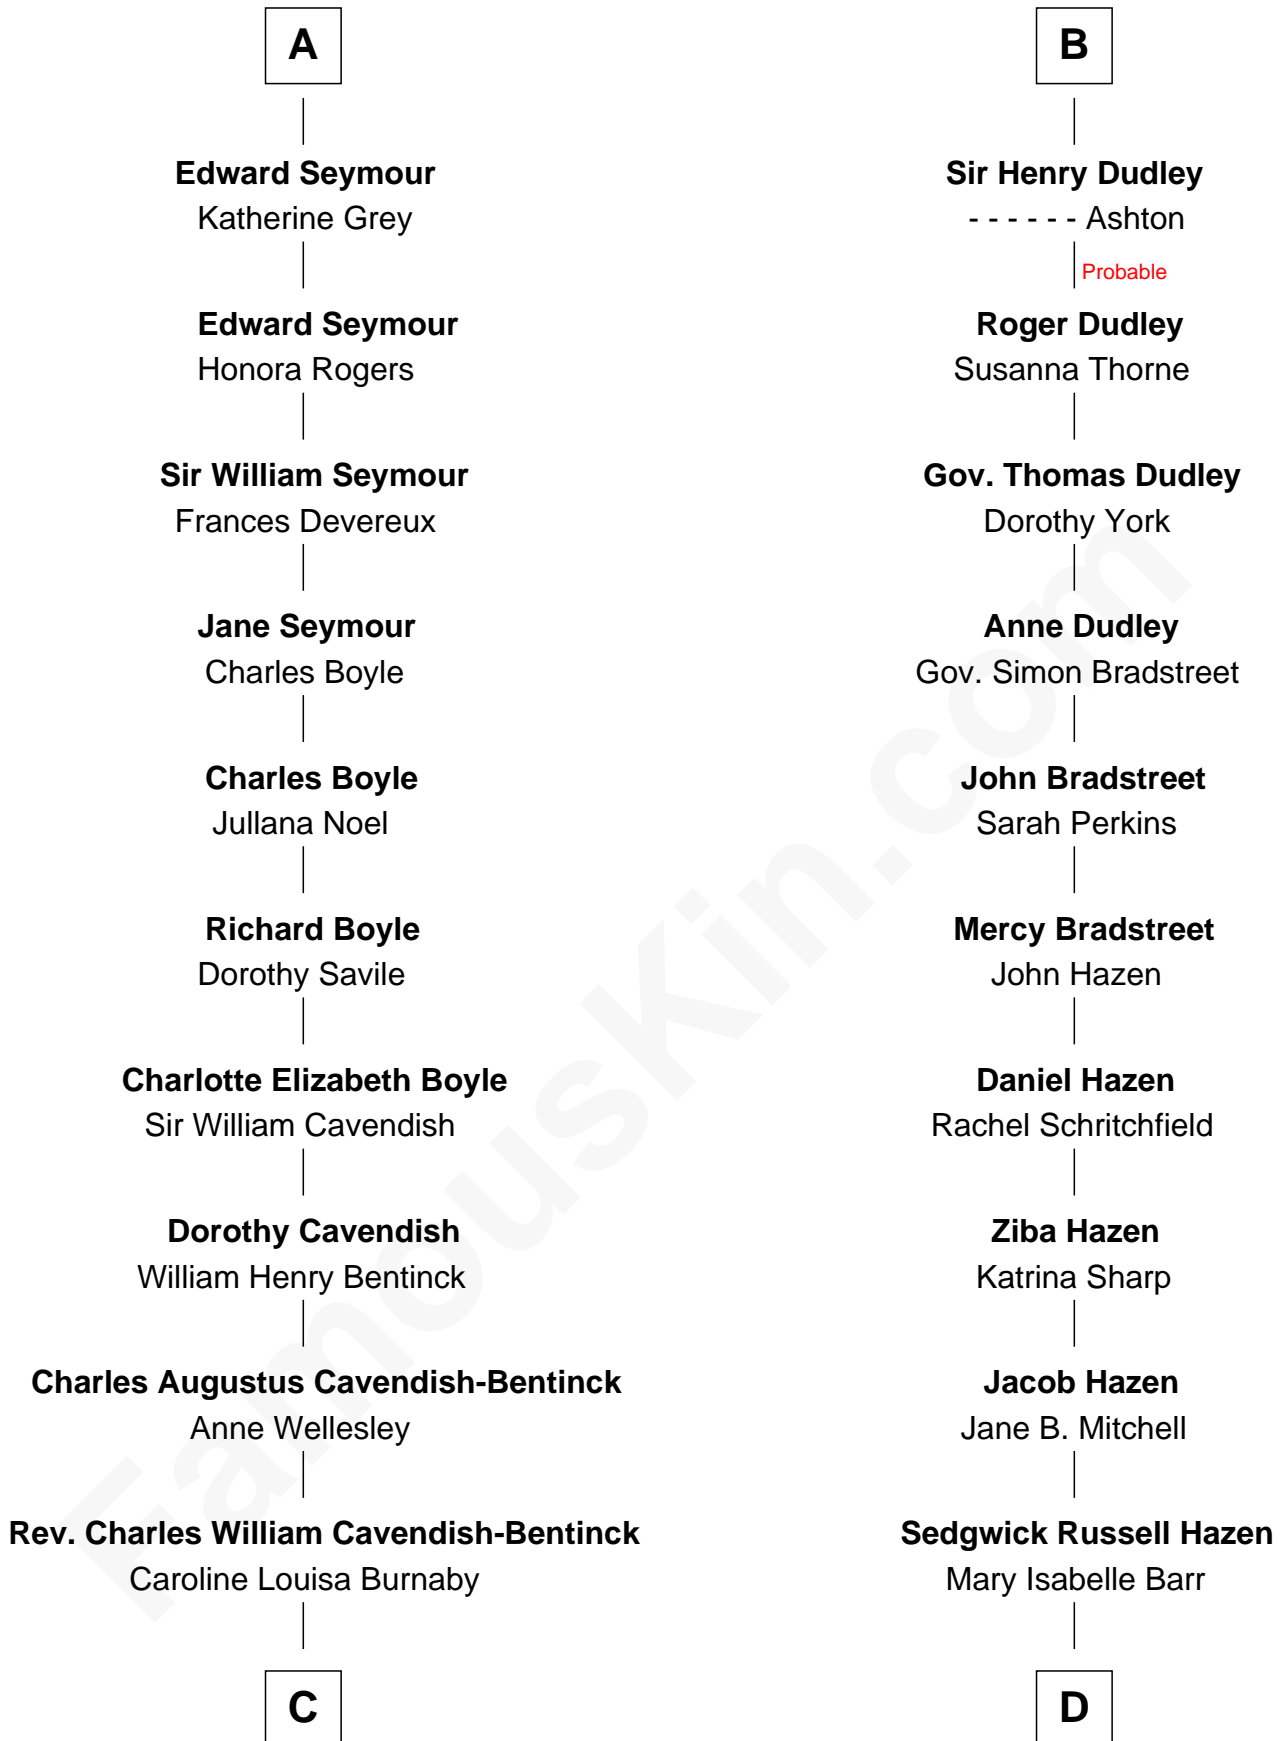 A
Edward Seymour
Katherine Grey
Edward Seymour
Honora Rogers
Sir William Seymour
Frances Devereux
Jane Seymour
Charles Boyle
Charles Boyle
Jullana Noel
Richard Boyle
Dorothy Savile
Charlotte Elizabeth Boyle
Sir William Cavendish
Dorothy Cavendish
William Henry Bentinck
Charles Augustus Cavendish-Bentinck
Anne Wellesley
Rev. Charles William Cavendish-Bentinck
Caroline Louisa Burnaby
C
B
Sir Henry Dudley
- - - - - - Ashton
Probable
Roger Dudley
Susanna Thorne
Gov. Thomas Dudley
Dorothy York
Anne Dudley
Gov. Simon Bradstreet
John Bradstreet
Sarah Perkins
Mercy Bradstreet
John Hazen
Daniel Hazen
Rachel Schritchfield
Ziba Hazen
Katrina Sharp
Jacob Hazen
Jane B. Mitchell
Sedgwick Russell Hazen
Mary Isabelle Barr
D
FamousKin.com